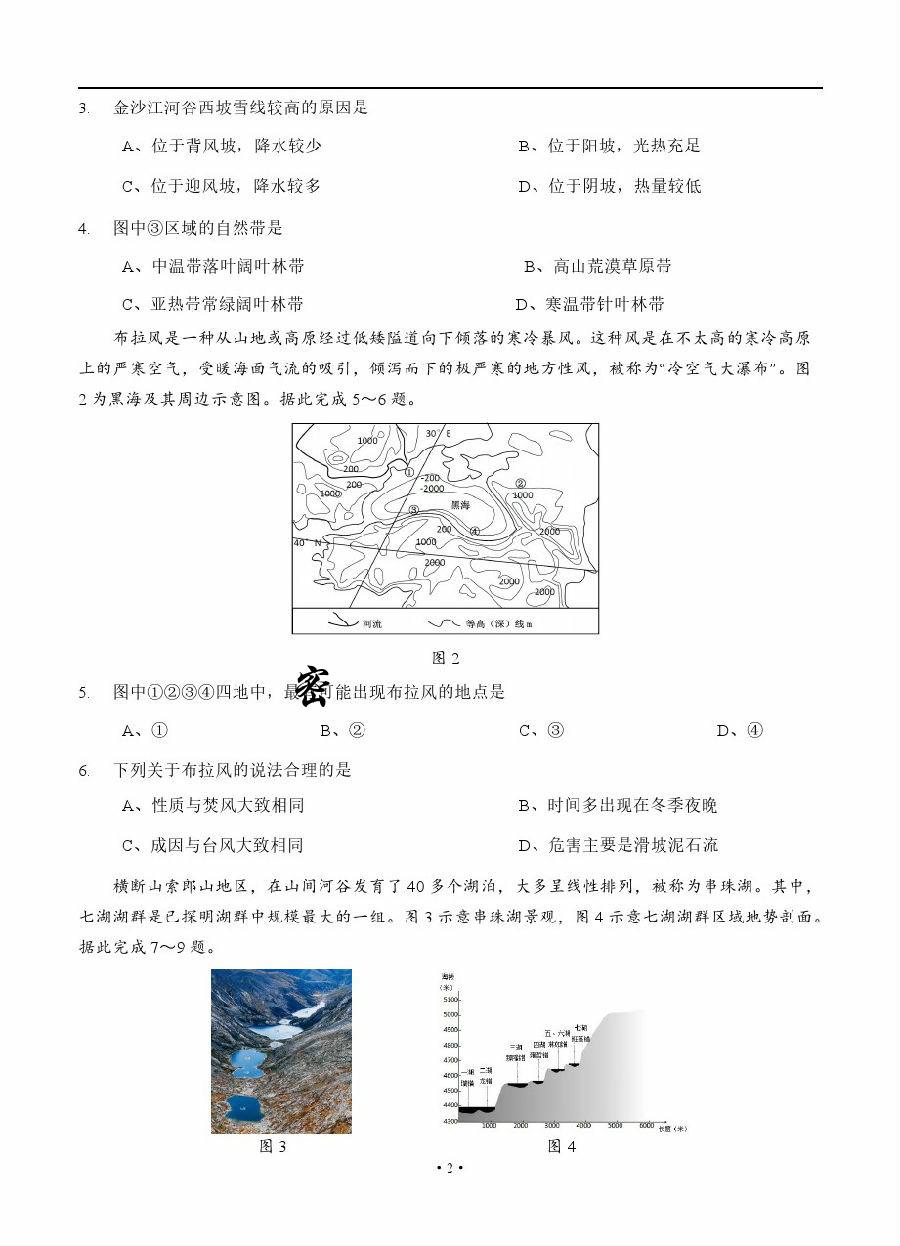 3. 金沙江河谷西坡雪线较高的原因是
A、位于背风坡，降水较少 B、位于阳坡，光热充足
C、位于迎风坡，降水较多 D、位于阴坡，热量较低
4. 图中③区域的自然带是
A、中温带落叶阔叶林带 B、高山荒漠草原带
C、亚热带常绿阔叶林带 D、寒温带针叶林带
布拉风是一种从山地或高原经过低矮隘道向下倾落的寒冷暴风。这种风是在不太高的寒冷高原
上的严寒空气，受暖海面气流的吸引，倾泻而下的极严寒的地方性风，被称为“冷空气大瀑布”。图
2 为黑海及其周边示意图。据此完成 5～6 题。
1000 30° E
200 ① -200
200 -2000 ②
1000 黑海 1000
③
200 ④ 2000
40° N 1000
2000
2000
1000
河流 等高（深）线 m
图 2
密
5. 图中①②③④四地中，最 可能出现布拉风的地点是
A、① B、② C、③ D、④
6. 下列关于布拉风的说法合理的是
A、性质与焚风大致相同 B、时间多出现在冬季夜晚
C、成因与台风大致相同 D、危害主要是滑坡泥石流
横断山索郎山地区，在山间河谷发育了 40 多个湖泊，大多呈线性排列，被称为串珠湖。其中，
七湖湖群是已探明湖群中规模最大的一组。图 3 示意串珠湖景观，图 4 示意七湖湖群区域地势剖面。
据此完成 7～9 题。
海拔
（米）
5100
5000
4900
4800
4700
4600
4500
4400
4300
一湖
二湖
三湖
四湖
五、六湖
七湖
1000 2000 3000 4000 5000 6000 长度（米）
图 3 图 4
• 2 •